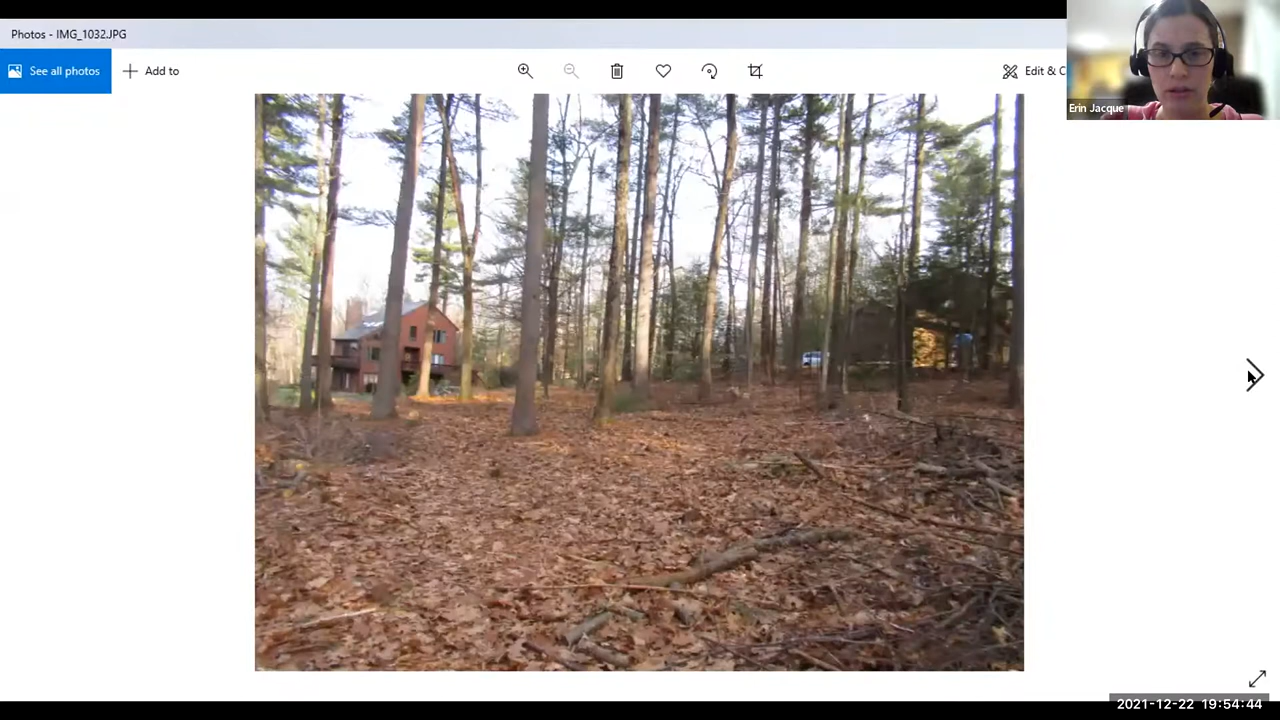 Photos - IMG_1032.JPG
See all photos
Add to
Edit & C
Erin Jacque
2021-12-22 19:54:44